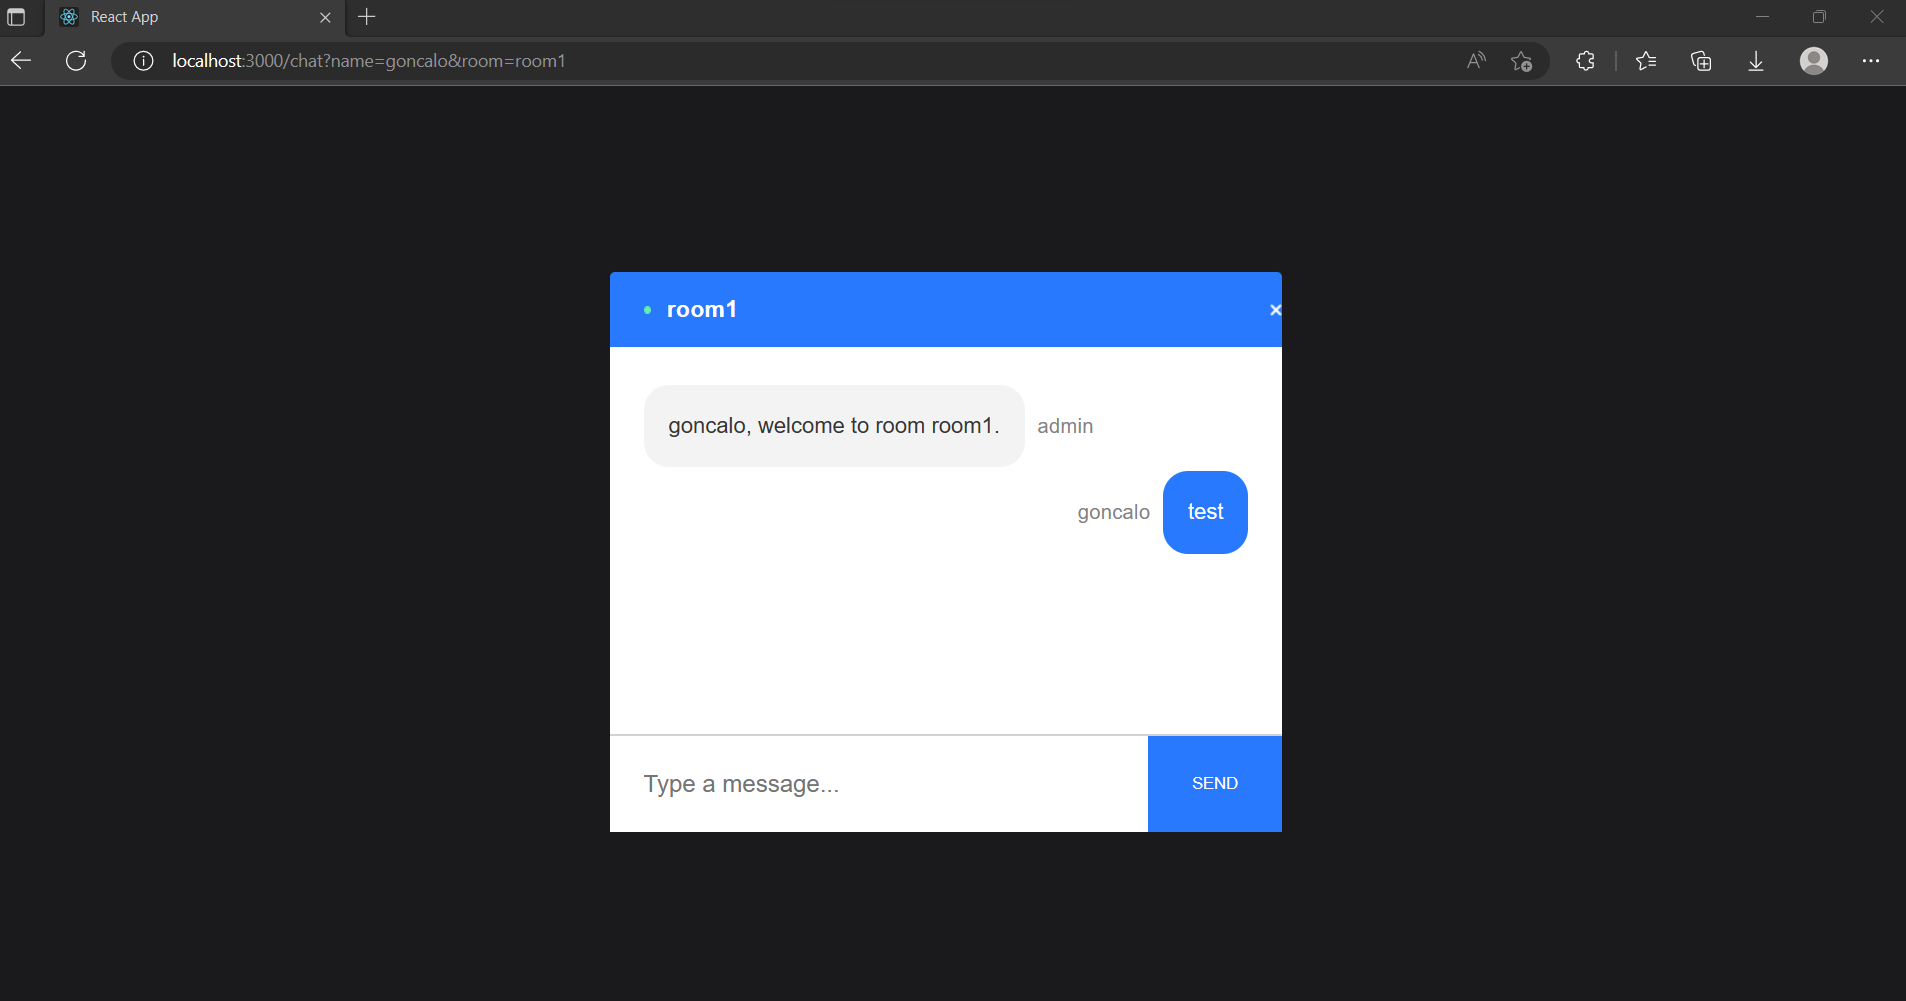 React App
localhost:3000/chat?name=goncalo&room=room1
room1
goncalo, welcome to room room1. admin
goncalo test
Type a message...
SEND